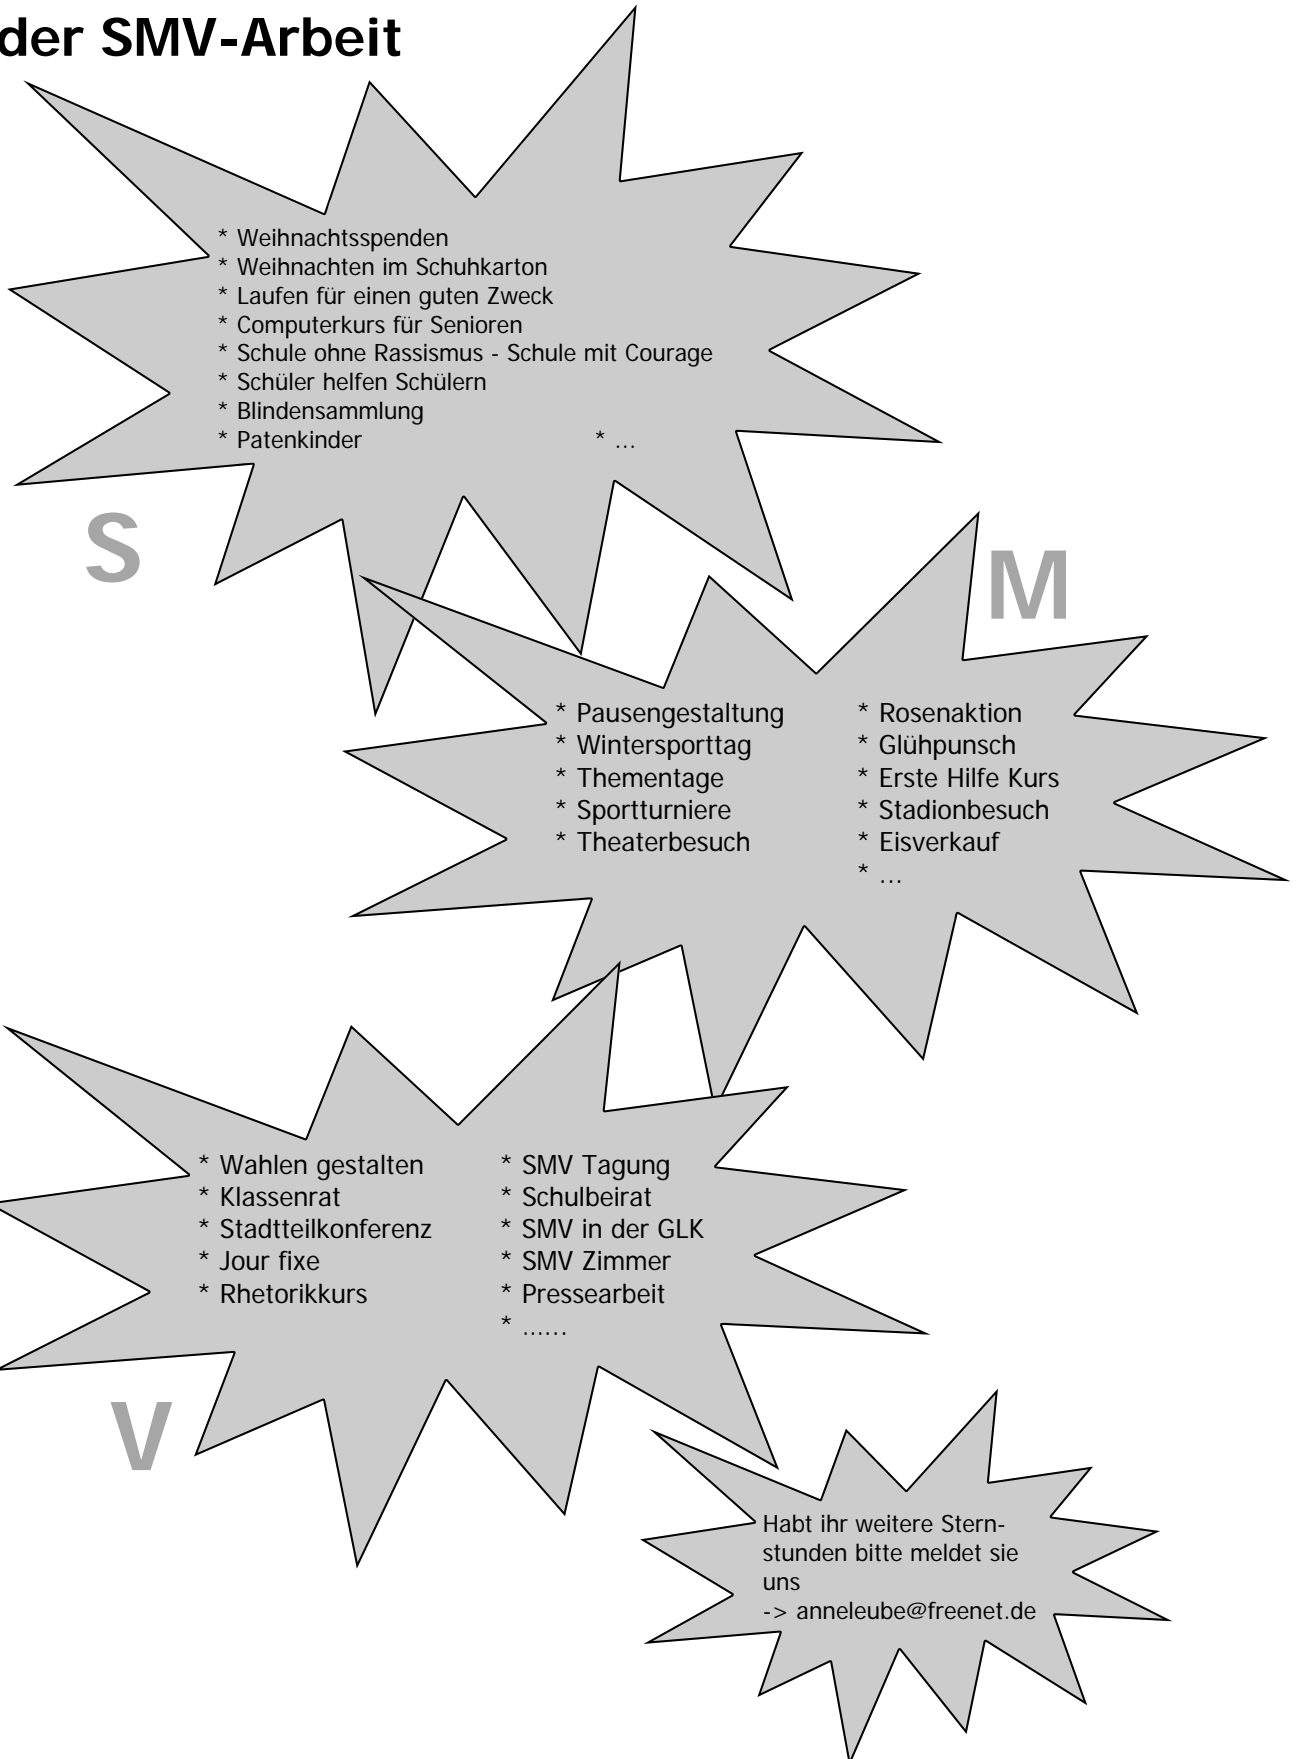 der SMV-Arbeit
* Weihnachtsspenden
* Weihnachten im Schuhkarton
* Laufen für einen guten Zweck
* Computerkurs für Senioren
* Schule ohne Rassismus - Schule mit Courage
* Schüler helfen Schülern
* Blindensammlung
* Patenkinder * ...
S
M
* Pausengestaltung
* Wintersporttag
* Thementage
* Sportturniere
* Theaterbesuch
* Rosenaktion
* Glühpunsch
* Erste Hilfe Kurs
* Stadionbesuch
* Eisverkauf
* ...
* Wahlen gestalten
* Klassenrat
* Stadtteilkonferenz
* Jour fixe
* Rhetorikkurs
* SMV Tagung
* Schulbeirat
* SMV in der GLK
* SMV Zimmer
* Pressearbeit
* ......
V
Habt ihr weitere Stern-
stunden bitte meldet sie
uns
-> anneleube@freenet.de